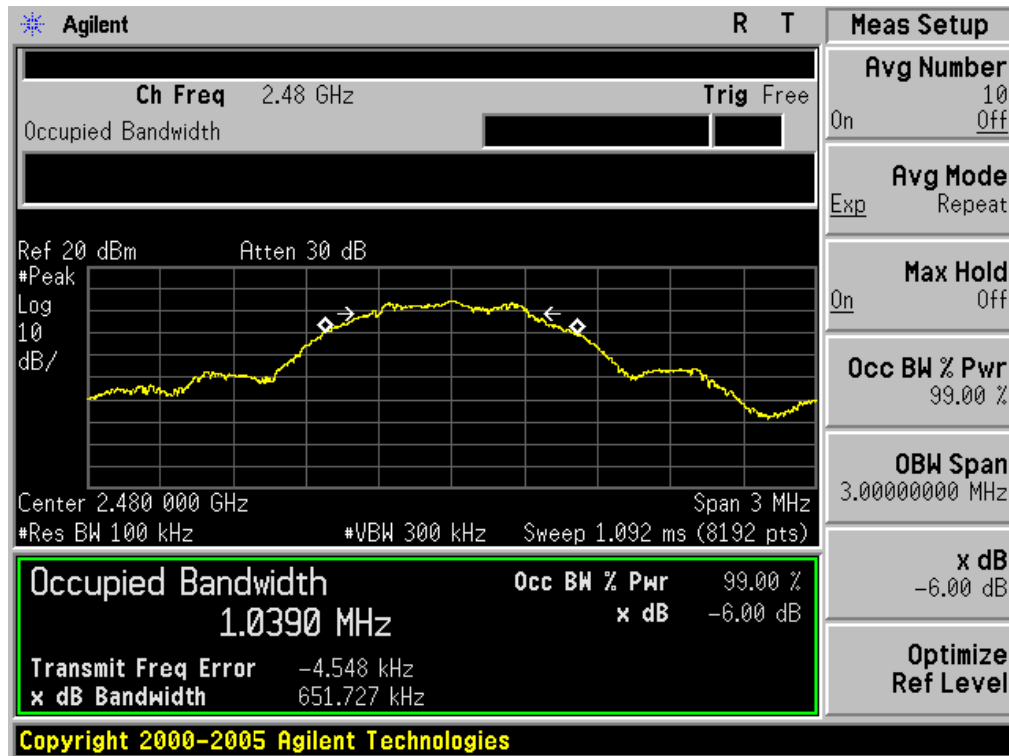 Agilent R T
Ch Freq 2.48 GHz Trig Free
Occupied Bandwidth
Ref 20 dBm Atten 30 dB
#Peak
Log
10
dB/
Center 2.480 000 GHz Span 3 MHz
#Res BW 100 kHz #VBW 300 kHz Sweep 1.092 ms (8192 pts)
Occupied Bandwidth Occ BW % Pwr 99.00 %
1.0390 MHz x dB -6.00 dB
Transmit Freq Error -4.548 kHz
x dB Bandwidth 651.727 kHz
Copyright 2000-2005 Agilent Technologies
Meas Setup
Avg Number
10
On Off
Avg Mode
Exp Repeat
Max Hold
On Off
Occ BW % Pwr
99.00 %
OBW Span
3.00000000 MHz
x dB
-6.00 dB
Optimize
Ref Level